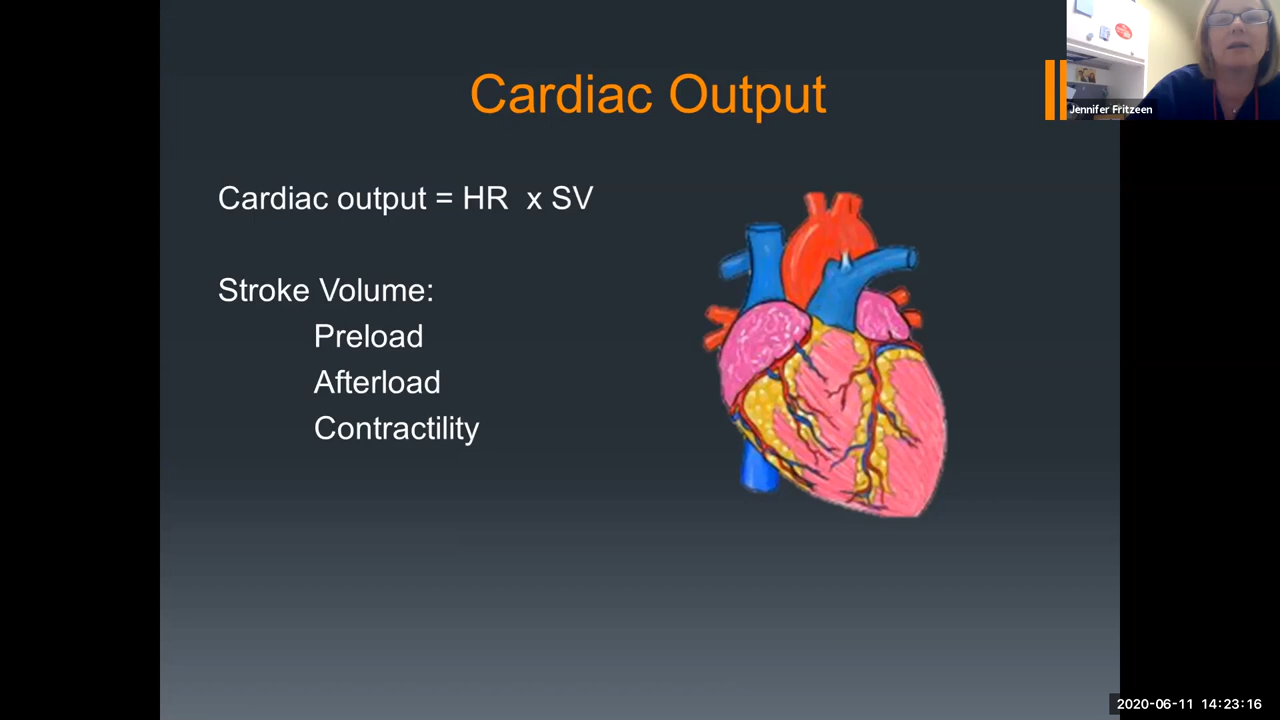 Cardiac Output
Jennifer Fritzeen
Cardiac output = HR x SV
Stroke Volume:
Preload
Afterload
Contractility
2020-06-11 14:23:16